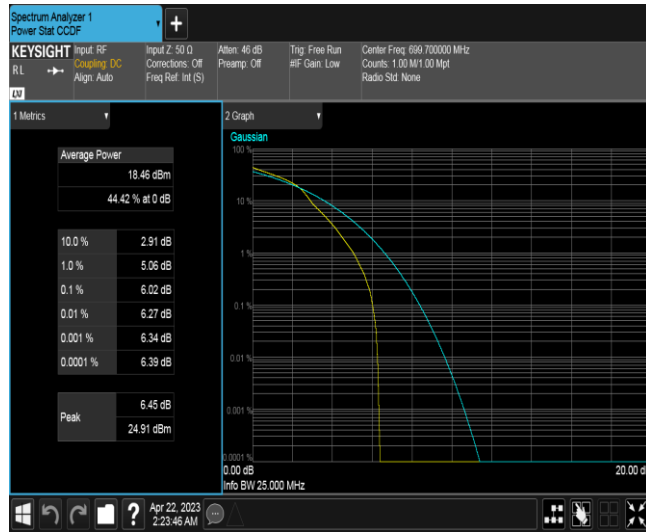 Spectrum Analyzer 1
Power Stat CCDF
KEYSIGHT
RL
LXI
Input: RF
Coupling: DC
Align: Auto
Input Z: 50 Ω
Corrections: Off
Freq Ref: Int (S)
Atten: 46 dB
Preamp: Off
Trig: Free Run
#IF Gain: Low
Center Freq: 699.700000 MHz
Counts: 1.00 M/1.00 Mpt
Radio Std: None
1 Metrics
Average Power
18.46 dBm
44.42 % at 0 dB
10.0 % 2.91 dB
1.0 % 5.06 dB
0.1 % 6.02 dB
0.01 % 6.27 dB
0.001 % 6.34 dB
0.0001 % 6.39 dB
Peak
6.45 dB
24.91 dBm
2 Graph
Gaussian
100 %
10 %
1 %
0.1 %
0.01 %
0.001 %
0.0001 %
0.00 dB
20.00 d
Info BW 25.000 MHz
?
Apr 22, 2023
2:23:46 AM